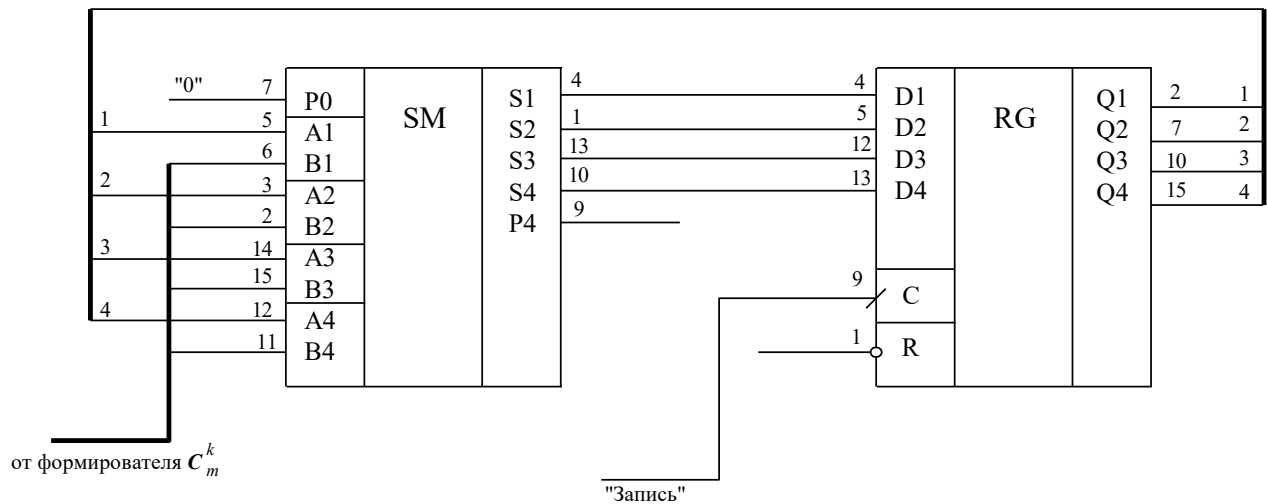 "0" 7 P0 SM S1 4 4 D1 RG Q1 2 1
1 5 A1 S2 1 5 D2 Q2 7 2
6 B1 S3 13 12 D3 Q3 10 3
2 3 A2 S4 10 13 D4 Q4 15 4
2 B2 P4 9
3 14 A3
15 B3 9 C
4 12 A4
11 B4 1 R
от формирователя C k m
"Запись"